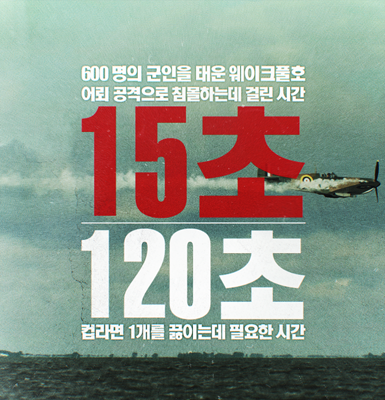 600 명의 군인을 태운 웨이크풀호
어뢰 공격으로 침몰하는데 걸린 시간
15초
120초
컵라면 1개를 끓이는데 필요한 시간